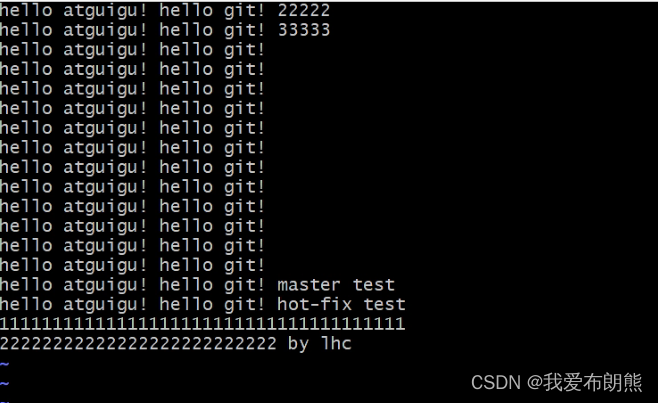 hello atguigu! hello git! 22222
hello atguigu! hello git! 33333
hello atguigu! hello git!
hello atguigu! hello git!
hello atguigu! hello git!
hello atguigu! hello git!
hello atguigu! hello git!
hello atguigu! hello git!
hello atguigu! hello git!
hello atguigu! hello git!
hello atguigu! hello git!
hello atguigu! hello git!
hello atguigu! hello git!
hello atguigu! hello git!
hello atguigu! hello git! master test
hello atguigu! hello git! hot-fix test
11111111111111111111111111111111111111
22222222222222222222222222 by lhc
~
~
~
CSDN @我爱布朗熊